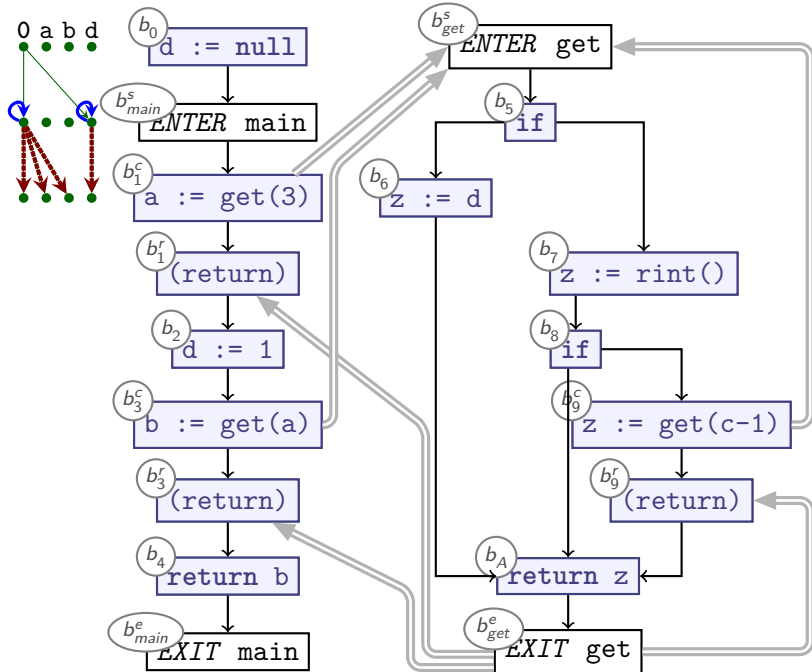 0 a b d
b0
d := null
b^s_main
ENTER main
b^c_1
a := get(3)
b^r_1
(return)
b2
d := 1
b^c_3
b := get(a)
b^r_3
(return)
b4
return b
b^e_main
EXIT main
b^s_get
ENTER get
b5
if
b6
z := d
b7
z := rint()
b8
if
b^c_9
z := get(c-1)
b^r_9
(return)
bA
return z
b^e_get
EXIT get